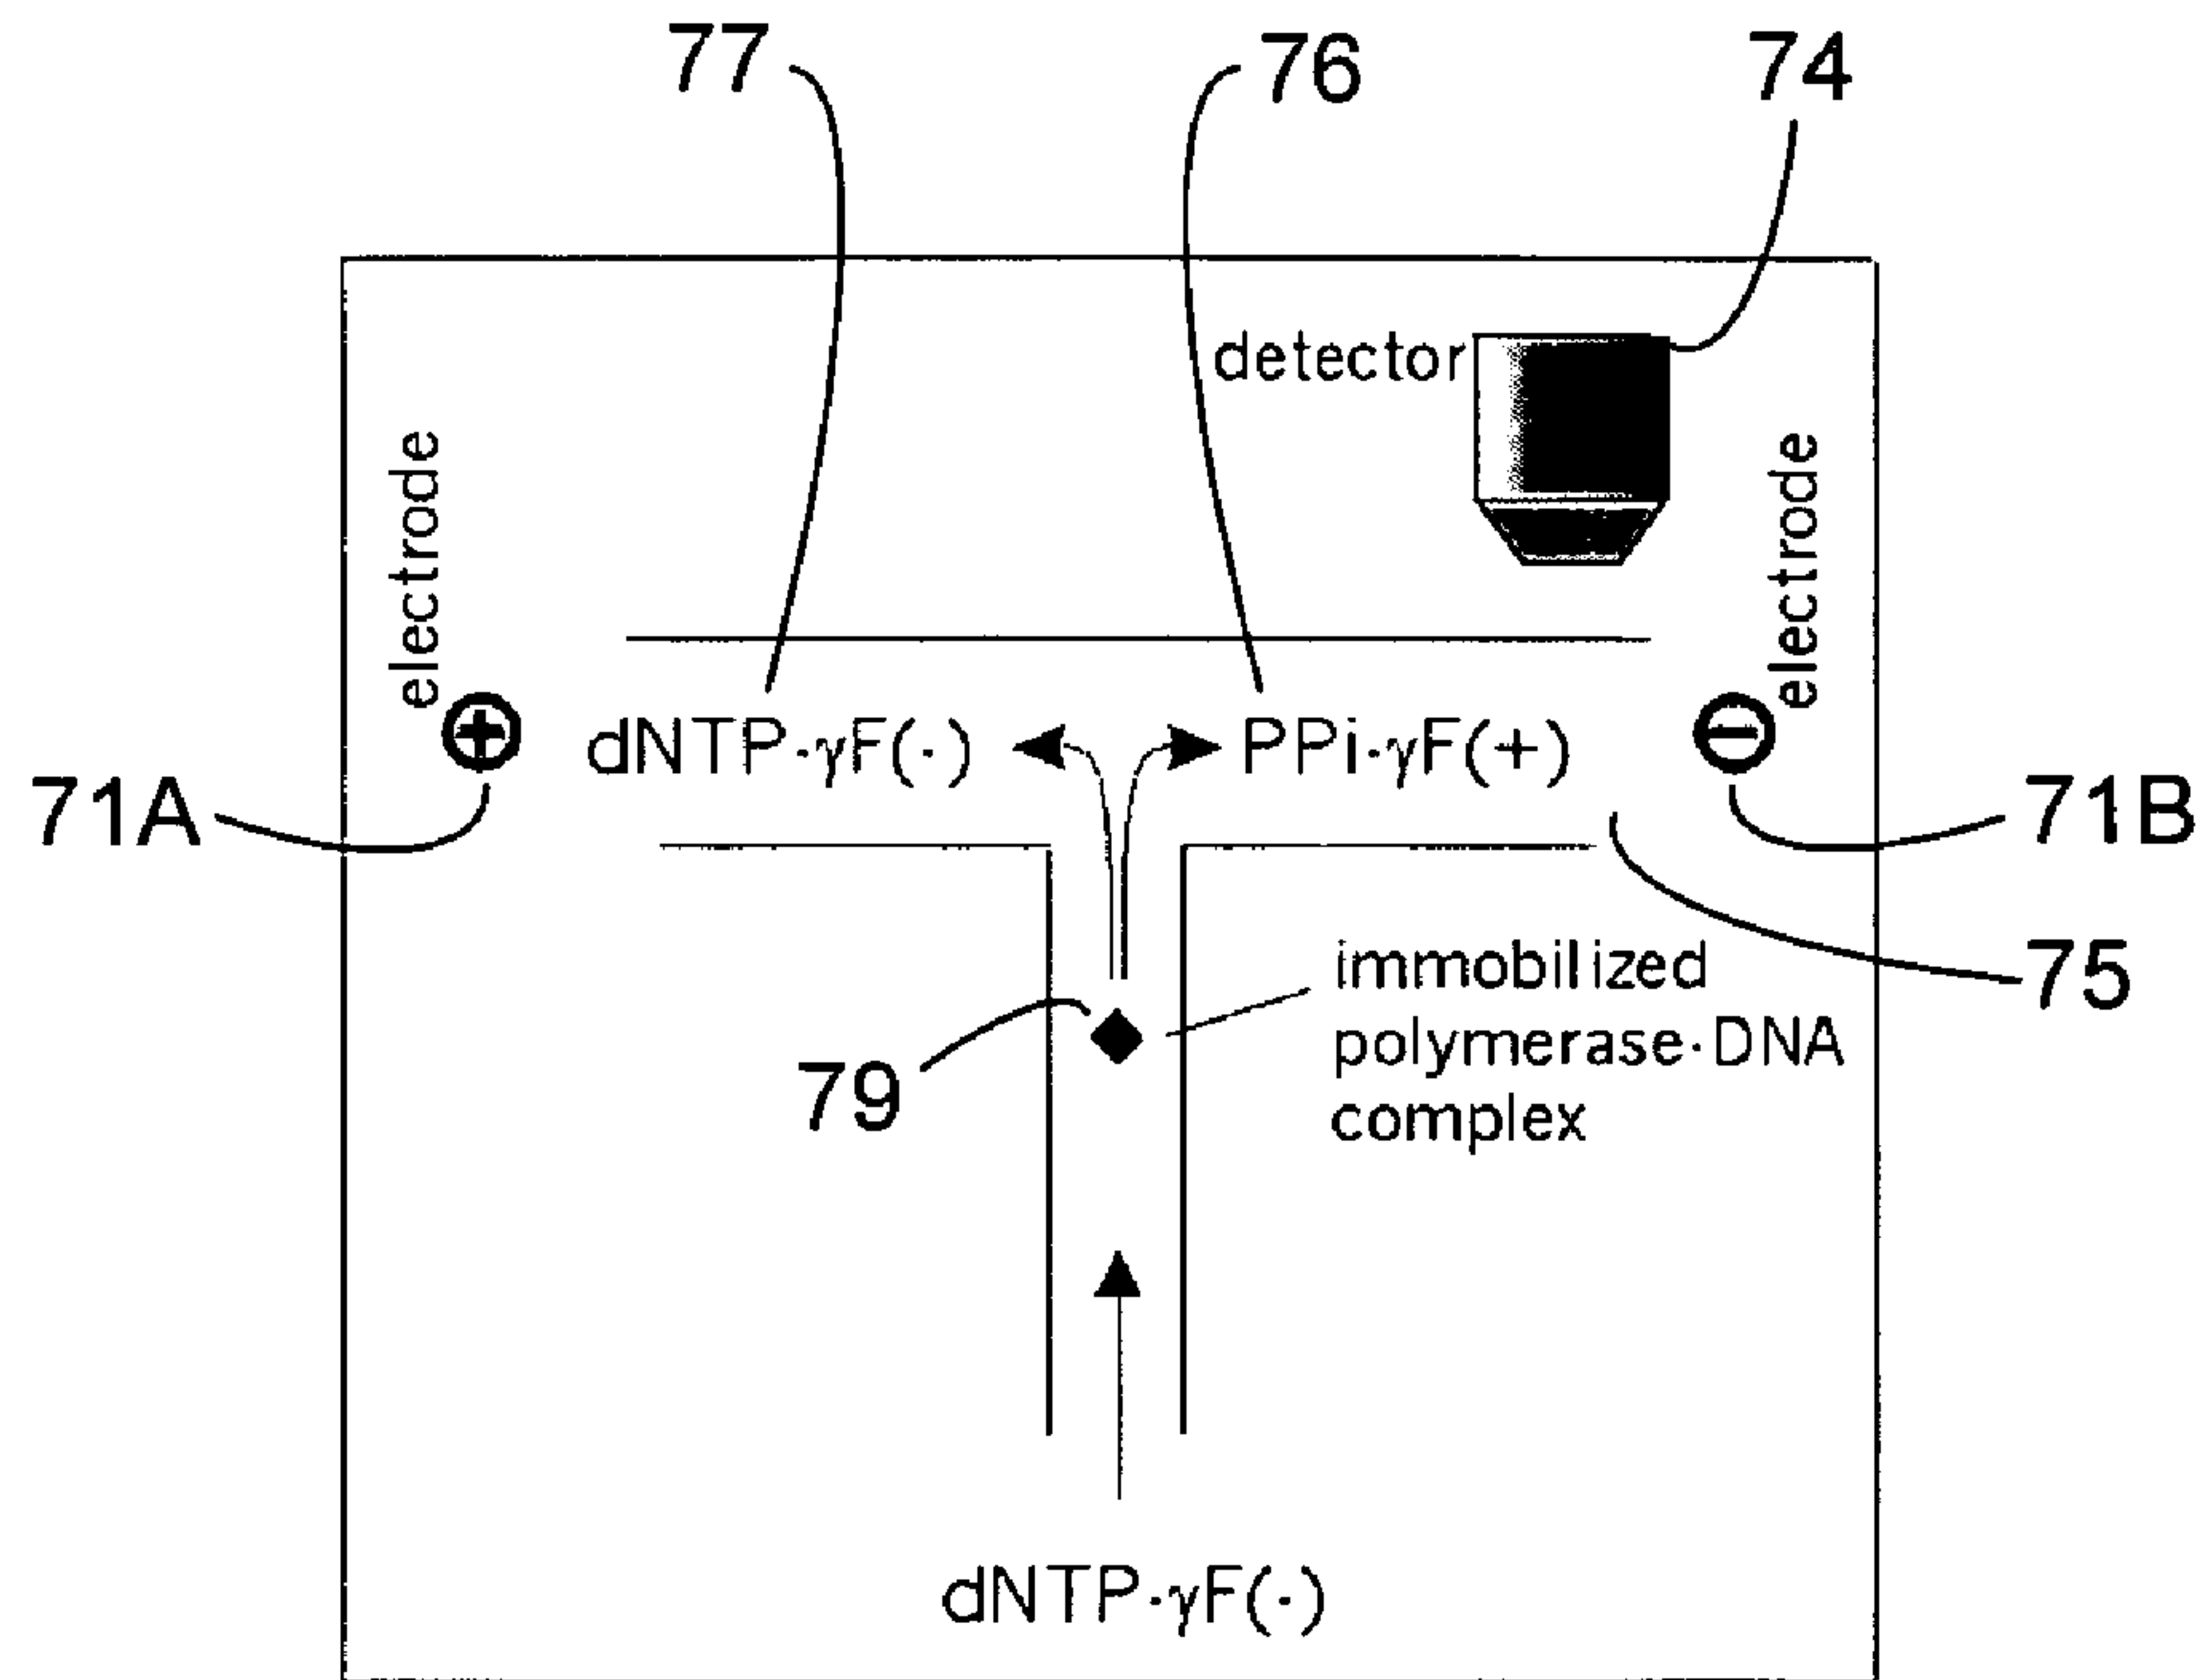 77
76
74
detector
electrode
electrode
dNTP·γF(·)
PPi·γF(+)
71A
71B
75
immobilized
polymerase·DNA
complex
79
dNTP·γF(·)